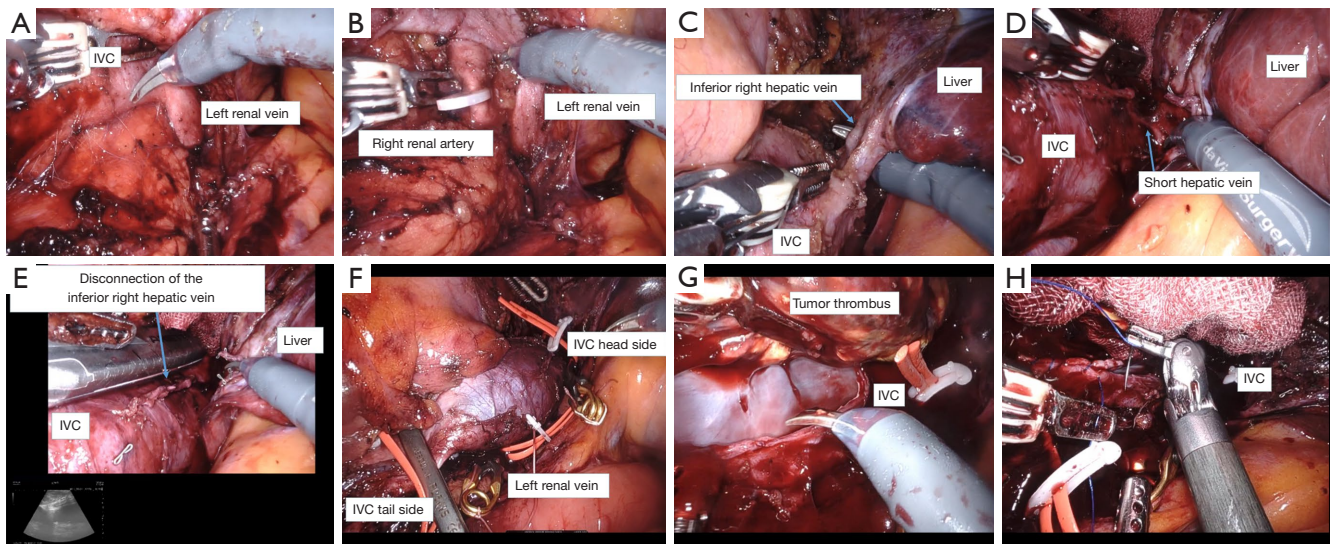 A
IVC
Left renal vein
B
da Vinc
Left renal vein
Right renal artery
C
Inferior right hepatic vein
Liver
IVC
D
Liver
IVC
Short hepatic vein
da Vinci Surgery
E
Disconnection of the
inferior right hepatic vein
Liver
IVC
F
IVC head side
Left renal vein
IVC tail side
G
Tumor thrombus
IVC
H
IVC